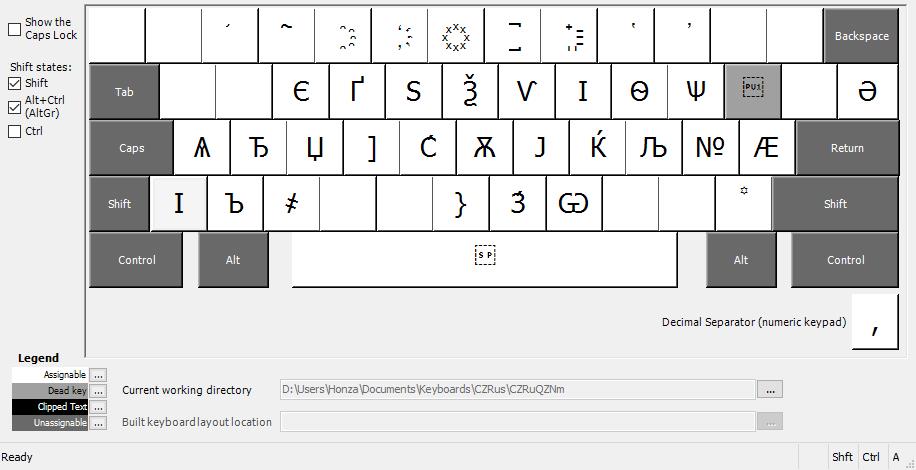 Show the
Caps Lock
Shift states:
Shift
Alt+Ctrl
(AltGr)
Ctrl
Backspace
Tab Є Ґ Ѕ Ѯ Ѵ І Ѳ Ѱ PU1 Ә
Caps Ѧ Ђ Џ ] Ć Ѫ Ј Ќ Љ № Ӕ Return
Shift І Ъ } Ѡ Shift
Control Alt SP Alt Control
Decimal Separator (numeric keypad) ,
Legend
Assignable ...
Dead key ...
Clipped Text ...
Unassignable ...
Current working directory D:\Users\Honza\Documents\Keyboards\CZRus\CZRuQZNm ...
Built keyboard layout location ...
Ready Shft Ctrl A